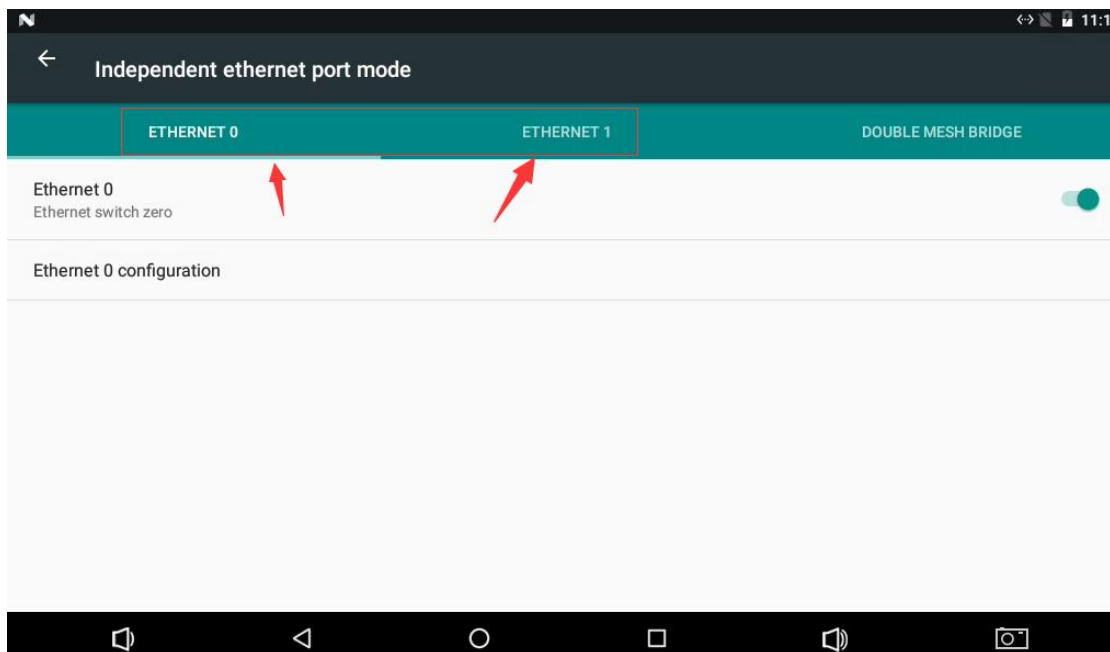 11:1
Independent ethernet port mode
ETHERNET 0 ETHERNET 1 DOUBLE MESH BRIDGE
Ethernet 0
Ethernet switch zero
Ethernet 0 configuration